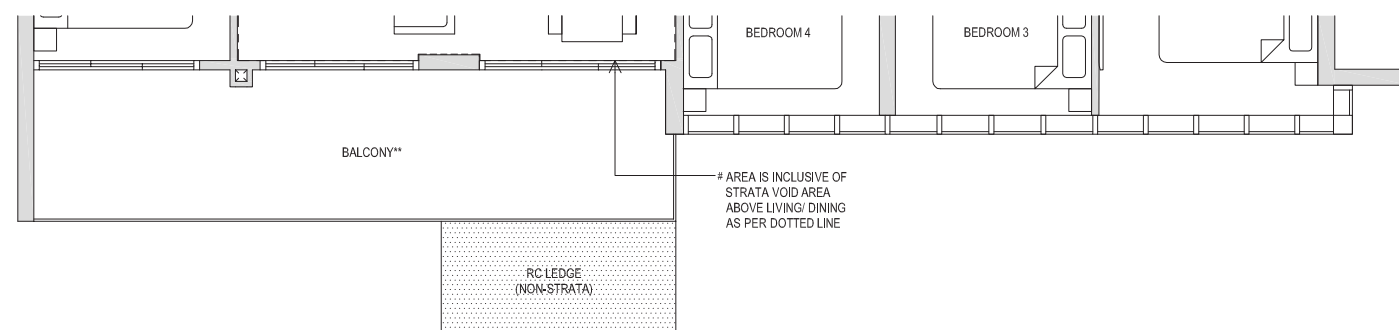 BEDROOM 4
BEDROOM 3
BALCONY**
# AREA IS INCLUSIVE OF
STRATA VOID AREA
ABOVE LIVING/ DINING
AS PER DOTTED LINE
RC LEDGE
(NON-STRATA)